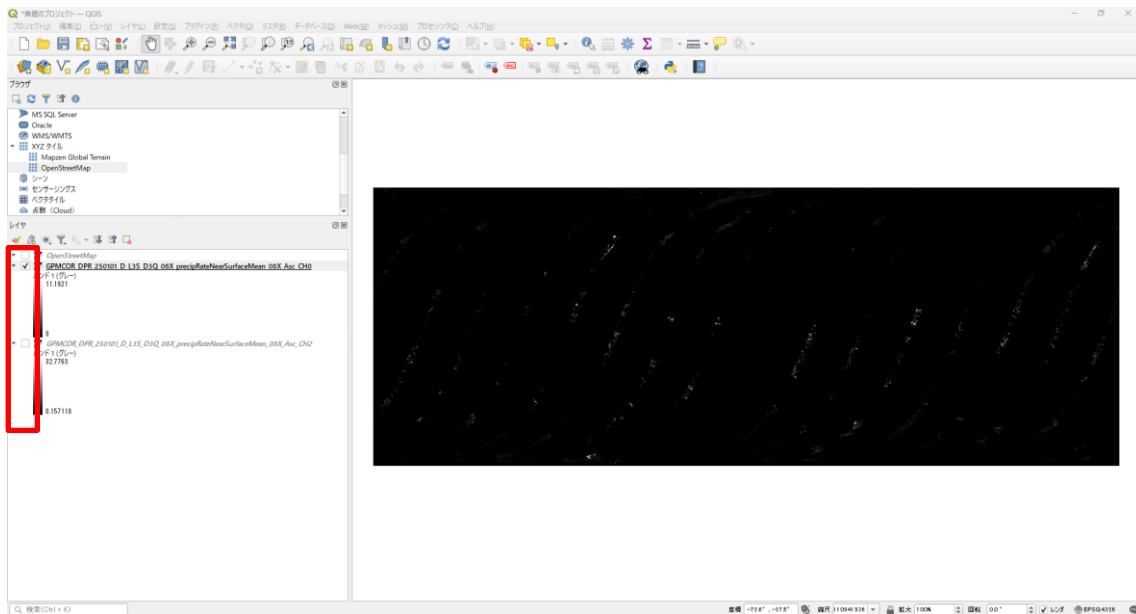 *無題のプロジェクト — QGIS
プロジェクト(J) 編集(E) ビュー(V) レイヤ(L) 設定(S) プラグイン(P) ベクタ(O) ラスタ(R) データベース(D) Web(W) メッシュ(M) プロセシング(C) ヘルプ(H)
ブラウザ
MS SQL Server
Oracle
WMS/WMTS
XYZ タイル
Mapzen Global Terrain
OpenStreetMap
シーン
センサーシングス
ベクタタイル
点群 (Cloud)
レイヤ
OpenStreetMap
GPMCOR_DPR_250101_D_L3S_D3Q_08X_precipRateNearSurfaceMean_08X_Asc_CH0
バンド 1 (グレー)
11.1921
0
GPMCOR_DPR_250101_D_L3S_D3Q_08X_precipRateNearSurfaceMean_08X_Asc_CH2
バンド 1 (グレー)
32.7763
0.157118
検索(Ctrl + K) 座標 縮尺 拡大 100% 回転 0.0° レンダ EPSG:4326